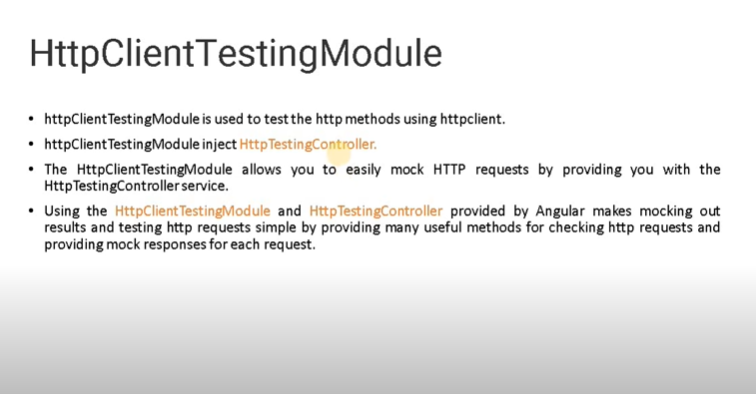 HttpClientTestingModule
• httpClientTestingModule is used to test the http methods using httpclient.
• httpClientTestingModule inject HttpTestingController.
• The HttpClientTestingModule allows you to easily mock HTTP requests by providing you with the
HttpTestingController service.
• Using the HttpClientTestingModule and HttpTestingController provided by Angular makes mocking out
results and testing http requests simple by providing many useful methods for checking http requests and
providing mock responses for each request.